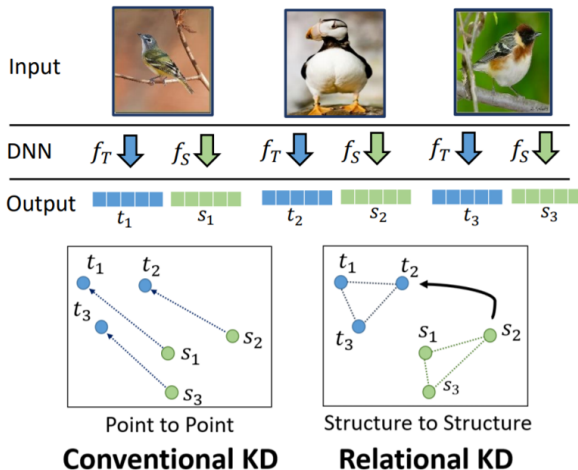 Input
DNN
f_T f_S f_T f_S f_T f_S
Output
t_1 s_1 t_2 s_2 t_3 s_3
t_1 t_2
t_3
s_1 s_2
s_3
Point to Point
Conventional KD
t_1 t_2
t_3
s_1 s_2
s_3
Structure to Structure
Relational KD